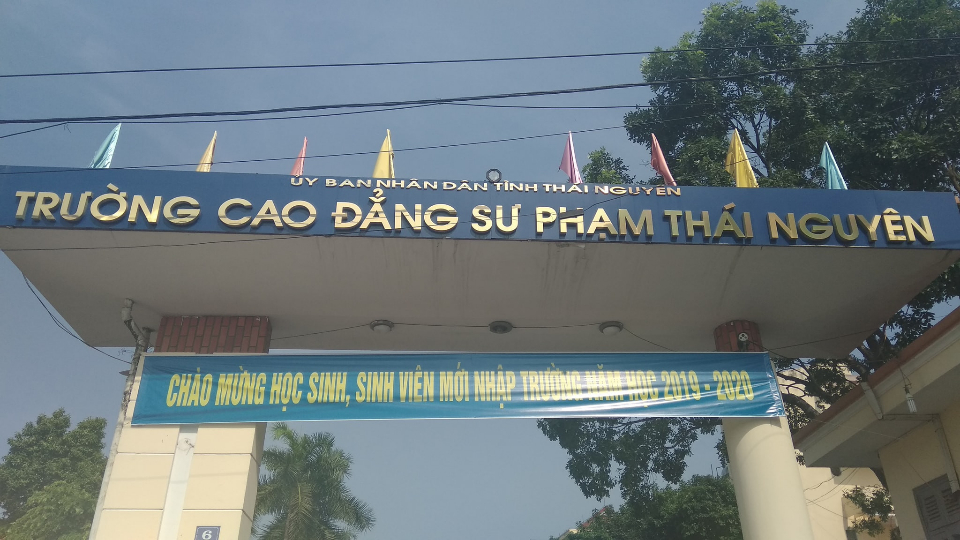 ỦY BAN NHÂN DÂN TỈNH THÁI NGUYÊN
TRƯỜNG CAO ĐẲNG SƯ PHẠM THÁI NGUYÊN
CHÀO MỪNG HỌC SINH, SINH VIÊN MỚI NHẬP TRƯỜNG NĂM HỌC 2019 - 2020
6